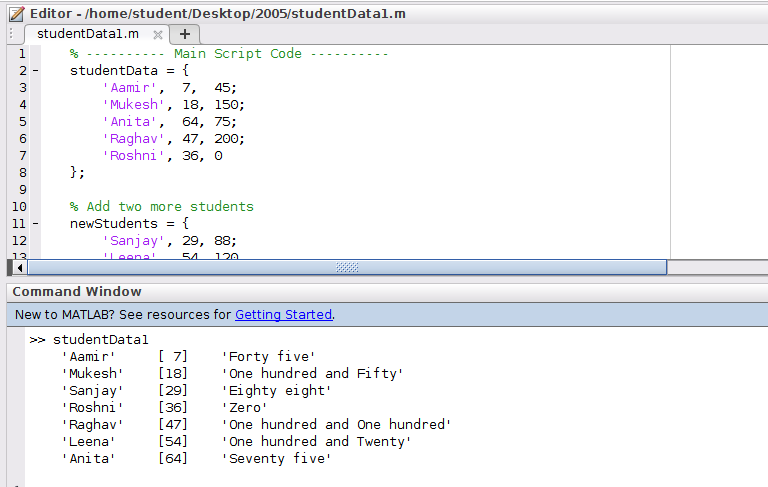 Editor - /home/student/Desktop/2005/studentData1.m
studentData1.m × +
1 % ---------- Main Script Code ----------
2 - studentData = {
3 'Aamir', 7, 45;
4 'Mukesh', 18, 150;
5 'Anita', 64, 75;
6 'Raghav', 47, 200;
7 'Roshni', 36, 0
8 };
9
10 % Add two more students
11 - newStudents = {
12 'Sanjay', 29, 88;
13 'Leena', 54, 120
Command Window
New to MATLAB? See resources for Getting Started.
>> studentData1
'Aamir' [ 7] 'Forty five'
'Mukesh' [18] 'One hundred and Fifty'
'Sanjay' [29] 'Eighty eight'
'Roshni' [36] 'Zero'
'Raghav' [47] 'One hundred and One hundred'
'Leena' [54] 'One hundred and Twenty'
'Anita' [64] 'Seventy five'